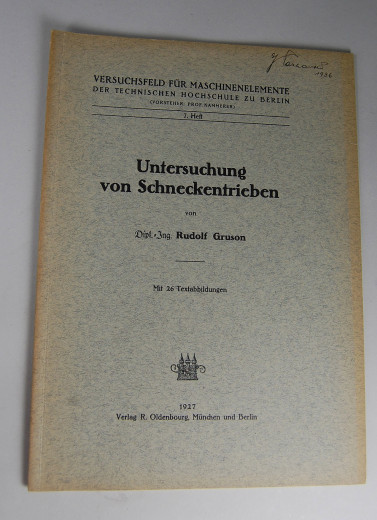 1936
VERSUCHSFELD FÜR MASCHINENELEMENTE
DER TECHNISCHEN HOCHSCHULE ZU BERLIN
(VORSTEHER: PROF. KAMMERER)
7. Heft
Untersuchung
von Schneckentrieben
von
Dipl.-Ing. Rudolf Gruson
Mit 26 Textabbildungen
1927
Verlag R. Oldenbourg, München und Berlin